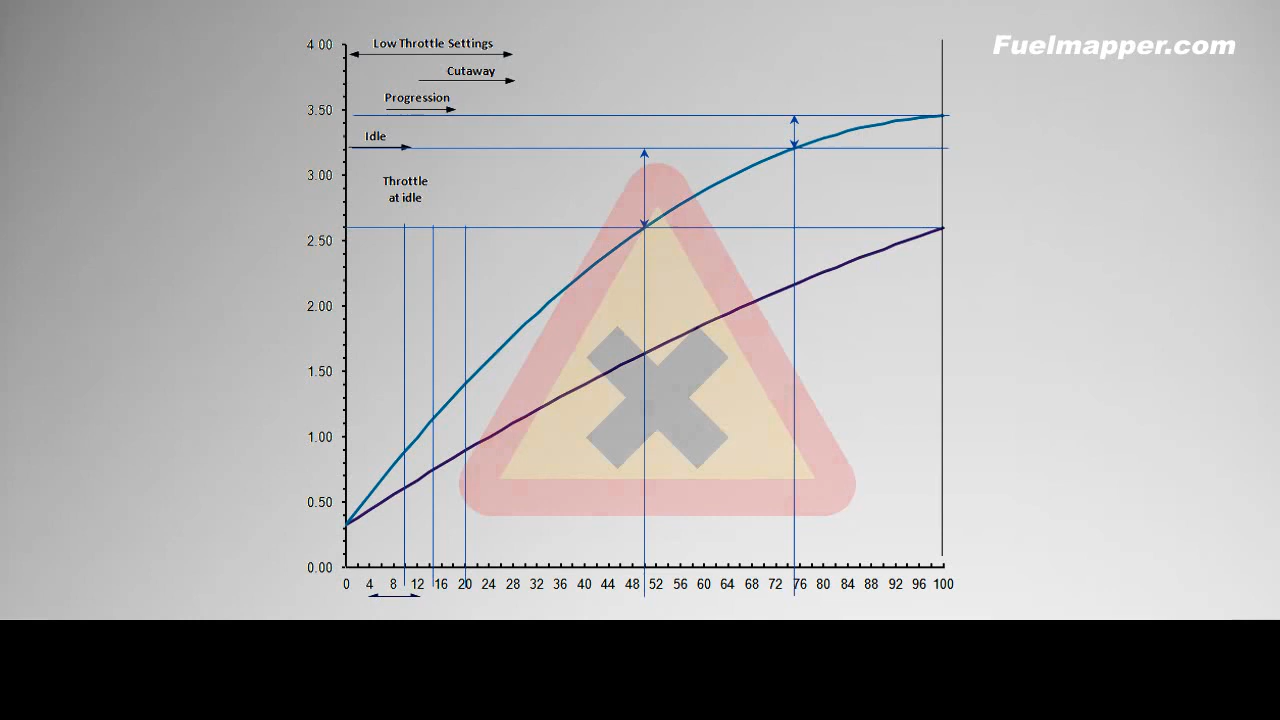 Fuelmapper.com
4.00
Low Throttle Settings
Cutaway
Progression
3.50
Idle
3.00
Throttle
at idle
2.50
2.00
1.50
1.00
0.50
0.00
0 4 8 12 16 20 24 28 32 36 40 44 48 52 56 60 64 68 72 76 80 84 88 92 96 100